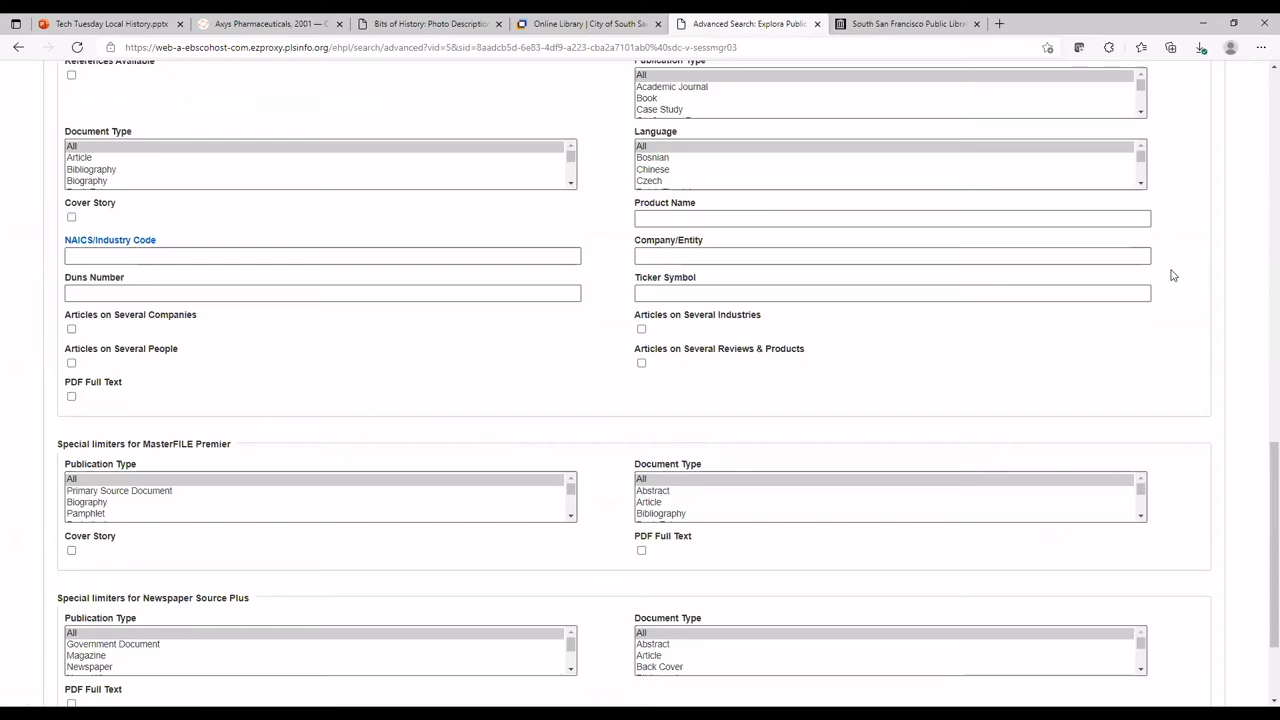 Tech Tuesday Local History.pptx
Axys Pharmaceuticals, 2001 — C
Bits of History: Photo Description
Online Library | City of South Sa
Advanced Search: Explora Public
South San Francisco Public Librar
https://web-a-ebscohost-com.ezproxy.plsinfo.org/ehpl/search/advanced?vid=5&sid=8aadcb5d-6e83-4df9-a223-cba2a7101ab0%40sdc-v-sessmgr03
References Available
Publication Type
All
Academic Journal
Book
Case Study
Document Type
All
Article
Bibliography
Biography
Language
All
Bosnian
Chinese
Czech
Cover Story
Product Name
NAICS/Industry Code
Company/Entity
Duns Number
Ticker Symbol
Articles on Several Companies
Articles on Several Industries
Articles on Several People
Articles on Several Reviews & Products
PDF Full Text
Special limiters for MasterFILE Premier
Publication Type
All
Primary Source Document
Biography
Pamphlet
Document Type
All
Abstract
Article
Bibliography
Cover Story
PDF Full Text
Special limiters for Newspaper Source Plus
Publication Type
All
Government Document
Magazine
Newspaper
Document Type
All
Abstract
Article
Back Cover
PDF Full Text